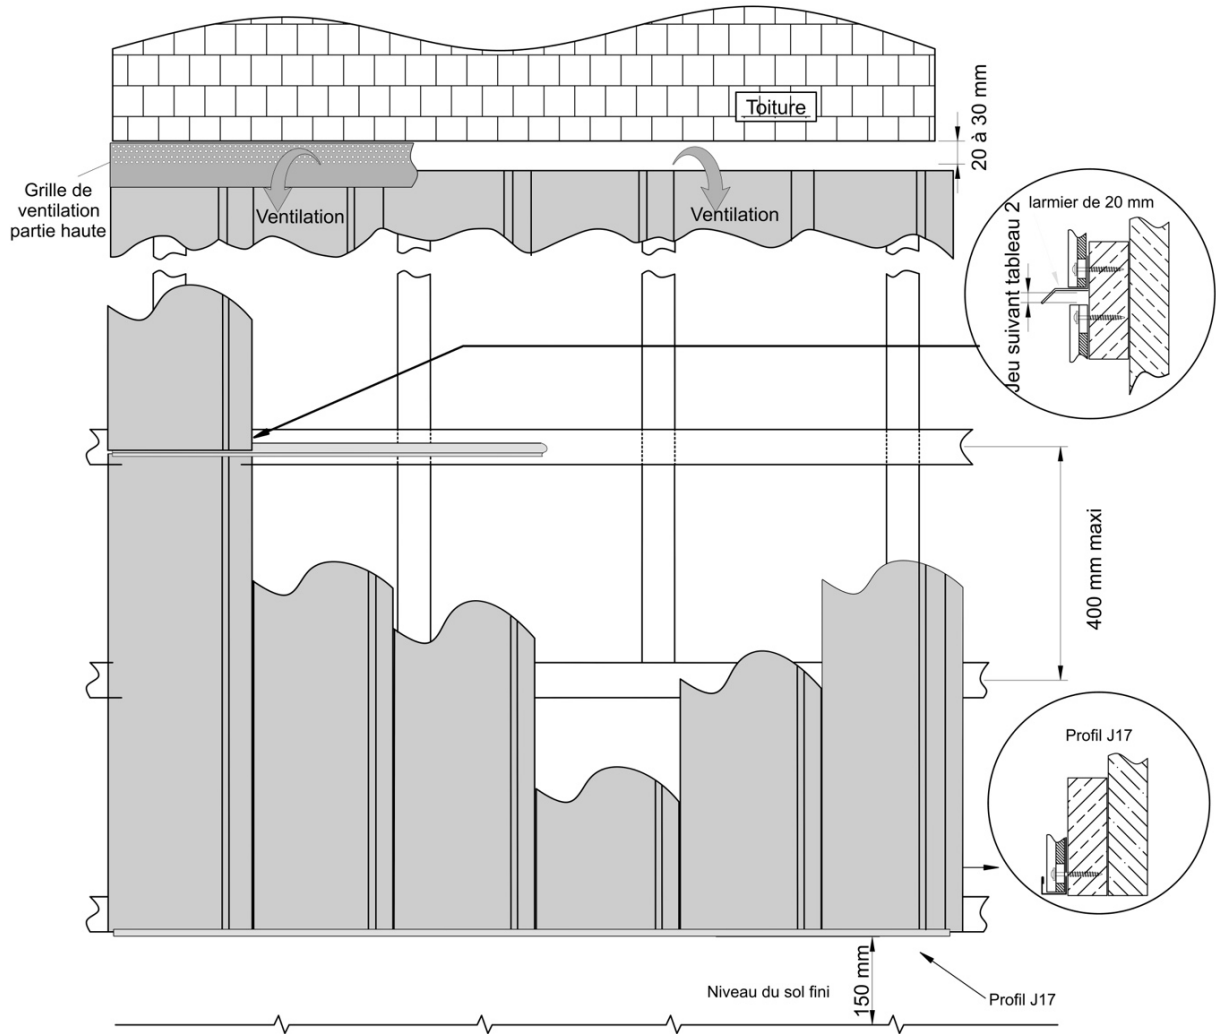 Toiture
20 à 30 mm
Grille de
ventilation
partie haute
Ventilation
Ventilation
larmier de 20 mm
Jeu suivant tableau 2
400 mm maxi
Profil J17
Niveau du sol fini
150 mm
Profil J17